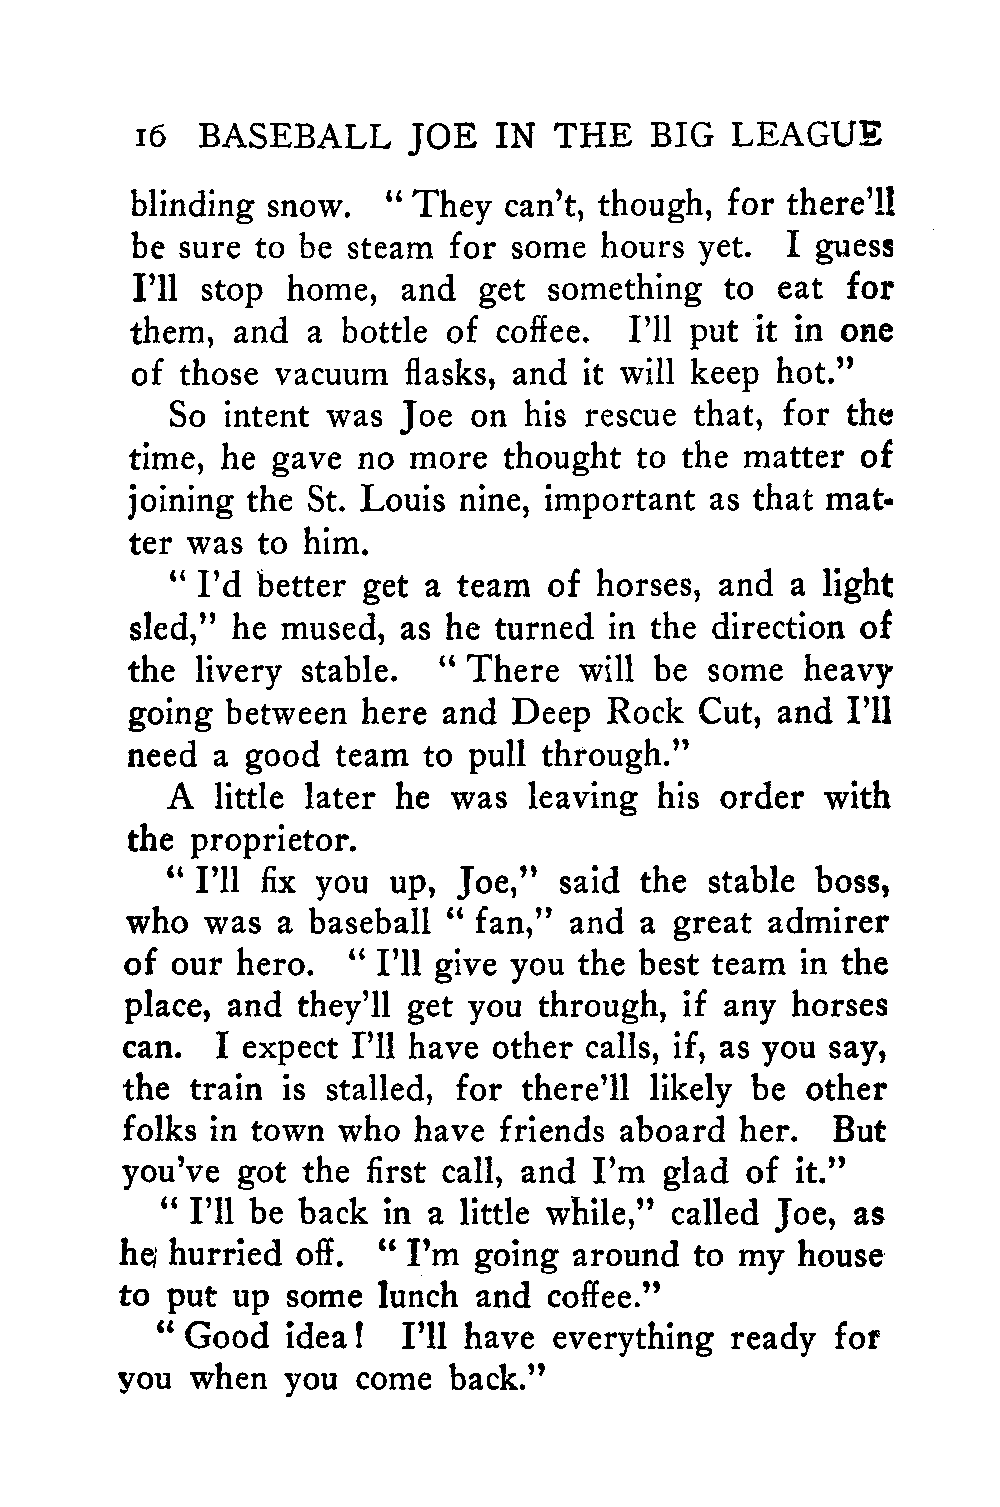 16 BASEBALL JOE IN THE BIG LEAGUE
blinding snow. “ They can’t, though, for there’ll
be sure to be steam for some hours yet. I guess
I’ll stop home, and get something to eat for
them, and a bottle of coffee. I’ll put it in one
of those vacuum flasks, and it will keep hot.”
So intent was Joe on his rescue that, for the
time, he gave no more thought to the matter of
joining the St. Louis nine, important as that mat-
ter was to him.
“ I’d better get a team of horses, and a light
sled,” he mused, as he turned in the direction of
the livery stable. “ There will be some heavy
going between here and Deep Rock Cut, and I’ll
need a good team to pull through.”
A little later he was leaving his order with
the proprietor.
“ I’ll fix you up, Joe,” said the stable boss,
who was a baseball “ fan,” and a great admirer
of our hero. “ I’ll give you the best team in the
place, and they’ll get you through, if any horses
can. I expect I’ll have other calls, if, as you say,
the train is stalled, for there’ll likely be other
folks in town who have friends aboard her. But
you’ve got the first call, and I’m glad of it.”
“ I’ll be back in a little while,” called Joe, as
he hurried off. “ I’m going around to my house
to put up some lunch and coffee.”
“ Good idea! I’ll have everything ready for
you when you come back.”